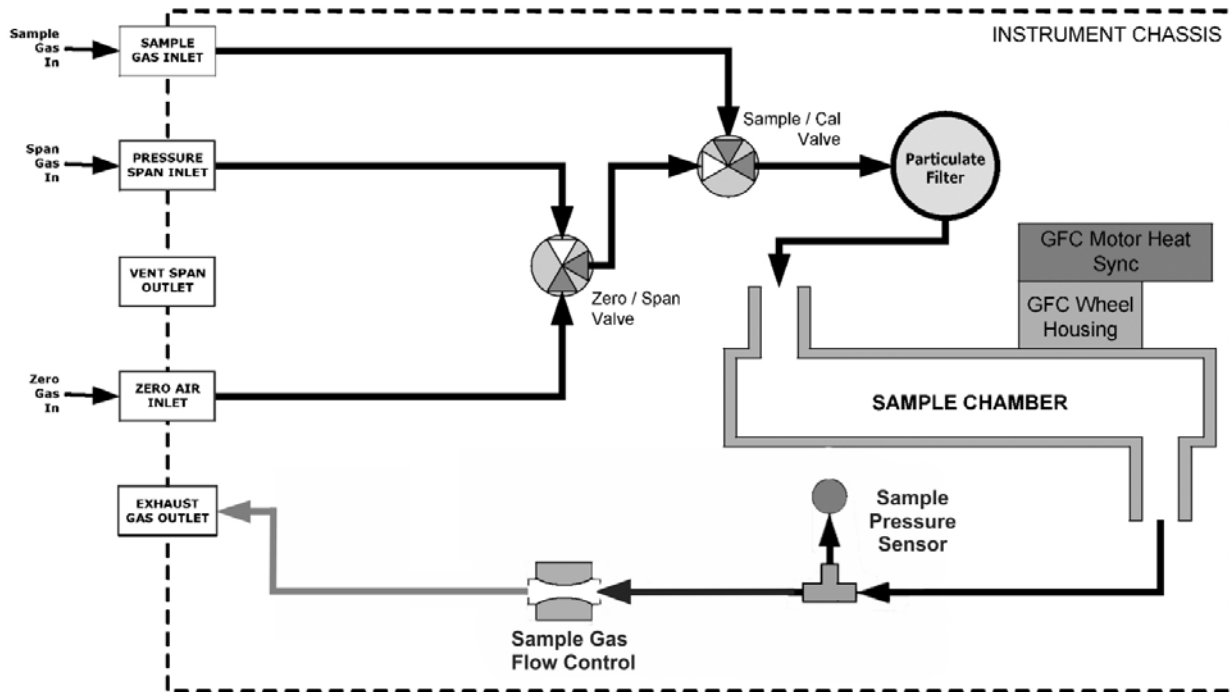 INSTRUMENT CHASSIS
Sample
Gas
In
SAMPLE
GAS INLET
Sample / Cal
Valve
Span
Gas
In
PRESSURE
SPAN INLET
Particulate
Filter
GFC Motor Heat
Sync
VENT SPAN
OUTLET
GFC Wheel
Housing
Zero / Span
Valve
Zero
Gas
In
ZERO AIR
INLET
SAMPLE CHAMBER
EXHAUST
GAS OUTLET
Sample
Pressure
Sensor
Sample Gas
Flow Control